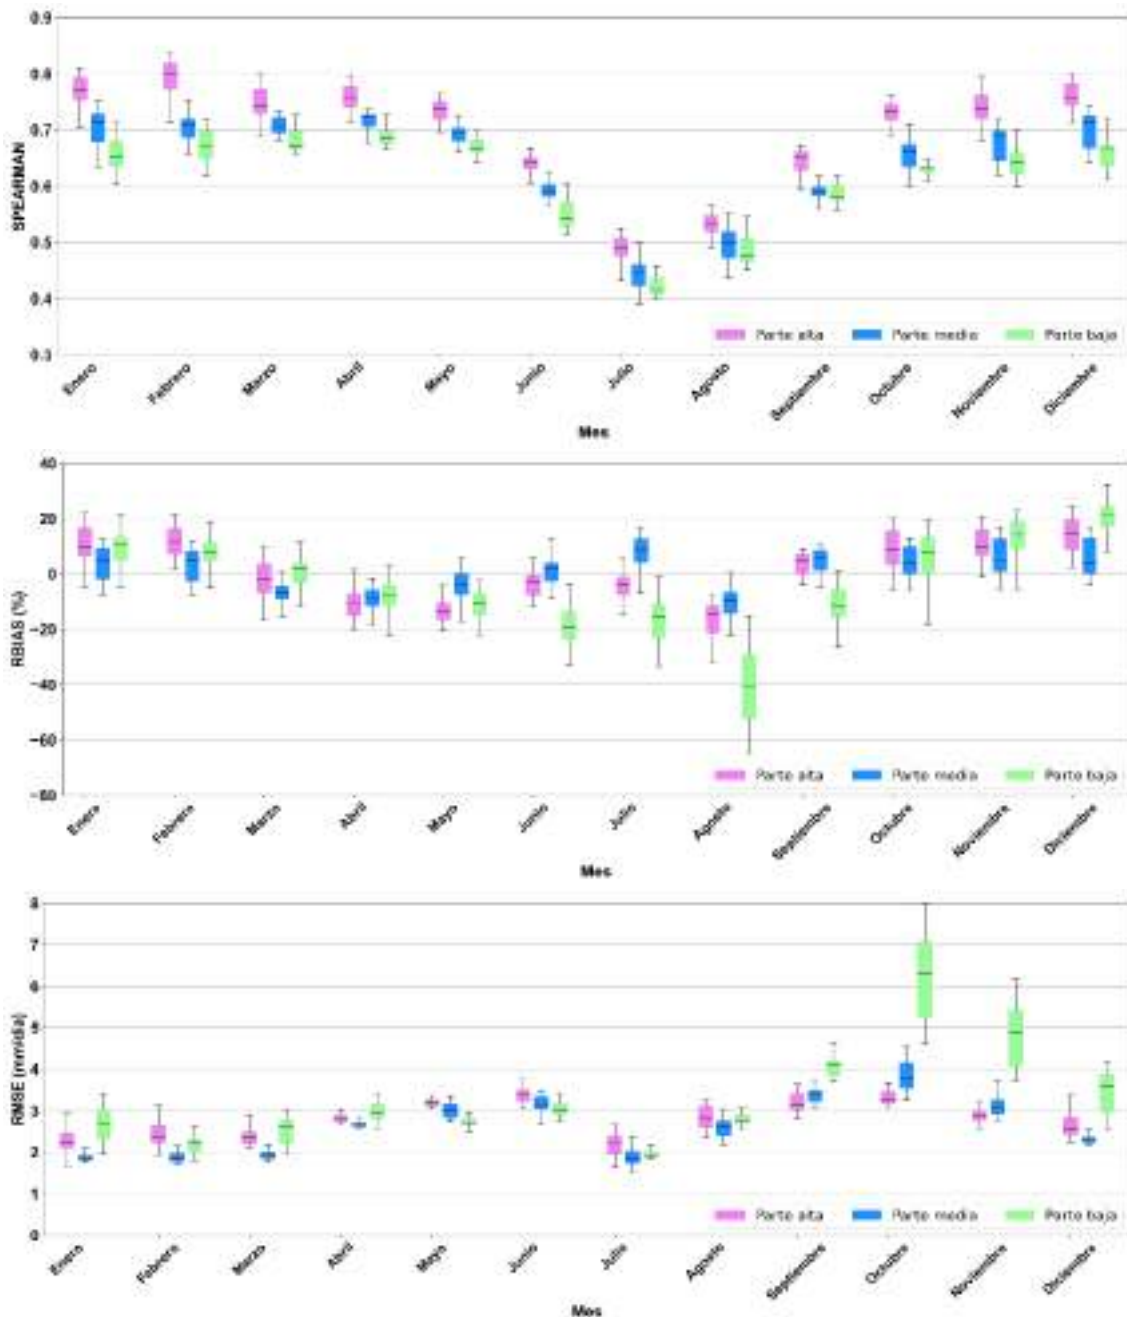 0.9
0.8
0.7
0.6
0.5
0.4
0.3
SPEARMAN
Parte alta Parte media Parte baja
Enero Febrero Marzo Abril Mayo Junio Julio Agosto Septiembre Octubre Noviembre Diciembre
Mes
40
20
0
−20
−40
−60
−80
RBIAS (%)
Parte alta Parte media Parte baja
Enero Febrero Marzo Abril Mayo Junio Julio Agosto Septiembre Octubre Noviembre Diciembre
Mes
8
7
6
5
4
3
2
1
0
RMSE (mm/dia)
Parte alta Parte media Parte baja
Enero Febrero Marzo Abril Mayo Junio Julio Agosto Septiembre Octubre Noviembre Diciembre
Mes